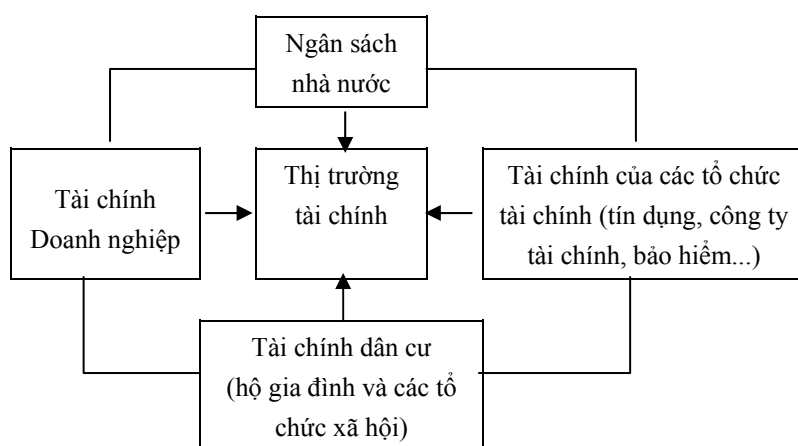 Ngân sách
nhà nước
Tài chính
Doanh nghiệp
Thị trường
tài chính
Tài chính của các tổ chức
tài chính (tín dụng, công ty
tài chính, bảo hiểm...)
Tài chính dân cư
(hộ gia đình và các tổ
chức xã hội)